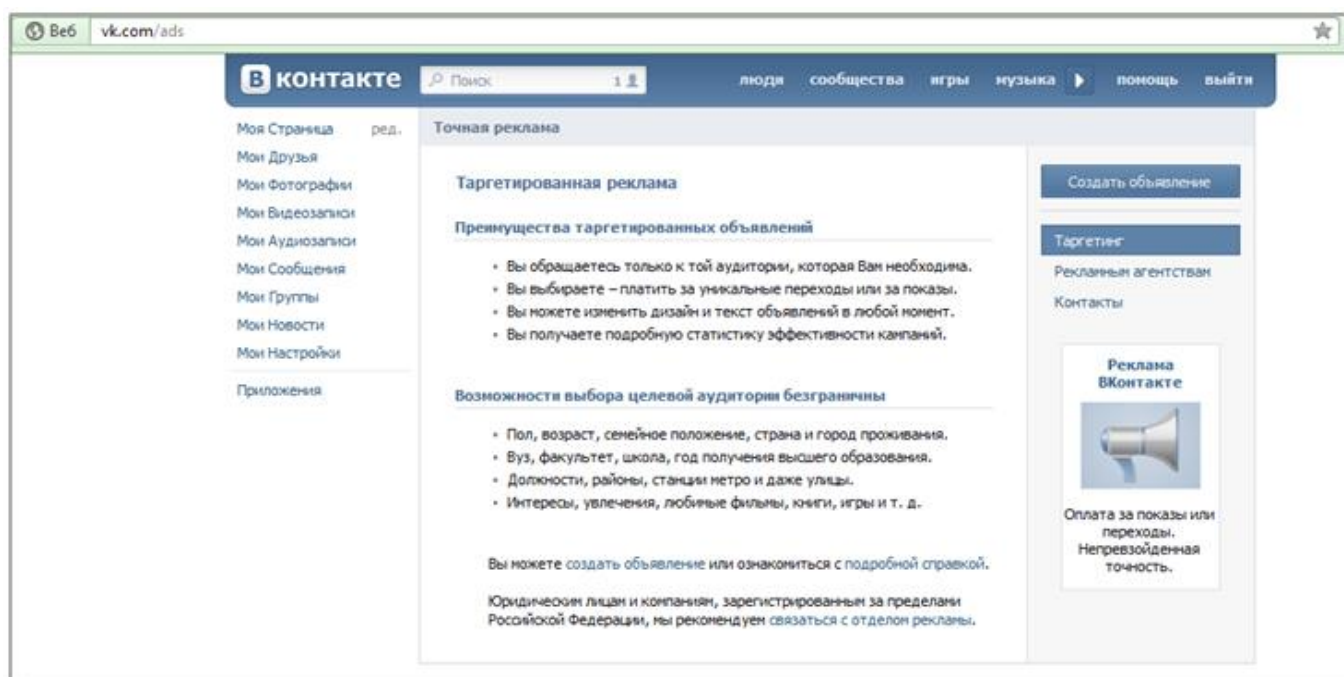 Веб vk.com/ads
В контакте Поиск 1 люди сообщества игры музыка помощь выйти
Моя Страница ред.
Мои Друзья
Мои Фотографии
Мои Видеозаписи
Мои Аудиозаписи
Мои Сообщения
Мои Группы
Мои Новости
Мои Настройки
Приложения
Точная реклама
Таргетированная реклама
Преимущества таргетированных объявлений
Вы обращаетесь только к той аудитории, которая Вам необходима.
Вы выбираете – платить за уникальные переходы или за показы.
Вы можете изменить дизайн и текст объявлений в любой момент.
Вы получаете подробную статистику эффективности кампаний.
Возможности выбора целевой аудитории безграничны
Пол, возраст, семейное положение, страна и город проживания.
Вуз, факультет, школа, год получения высшего образования.
Должности, районы, станции метро и даже улицы.
Интересы, увлечения, любимые фильмы, книги, игры и т. д.
Вы можете создать объявление или ознакомиться с подробной справкой.
Юридическим лицам и компаниям, зарегистрированным за пределами
Российской Федерации, мы рекомендуем связаться с отделом рекламы.
Создать объявление
Таргетинг
Рекламным агентствам
Контакты
Реклама
ВКонтакте
Оплата за показы или
переходы.
Непревзойденная
точность.